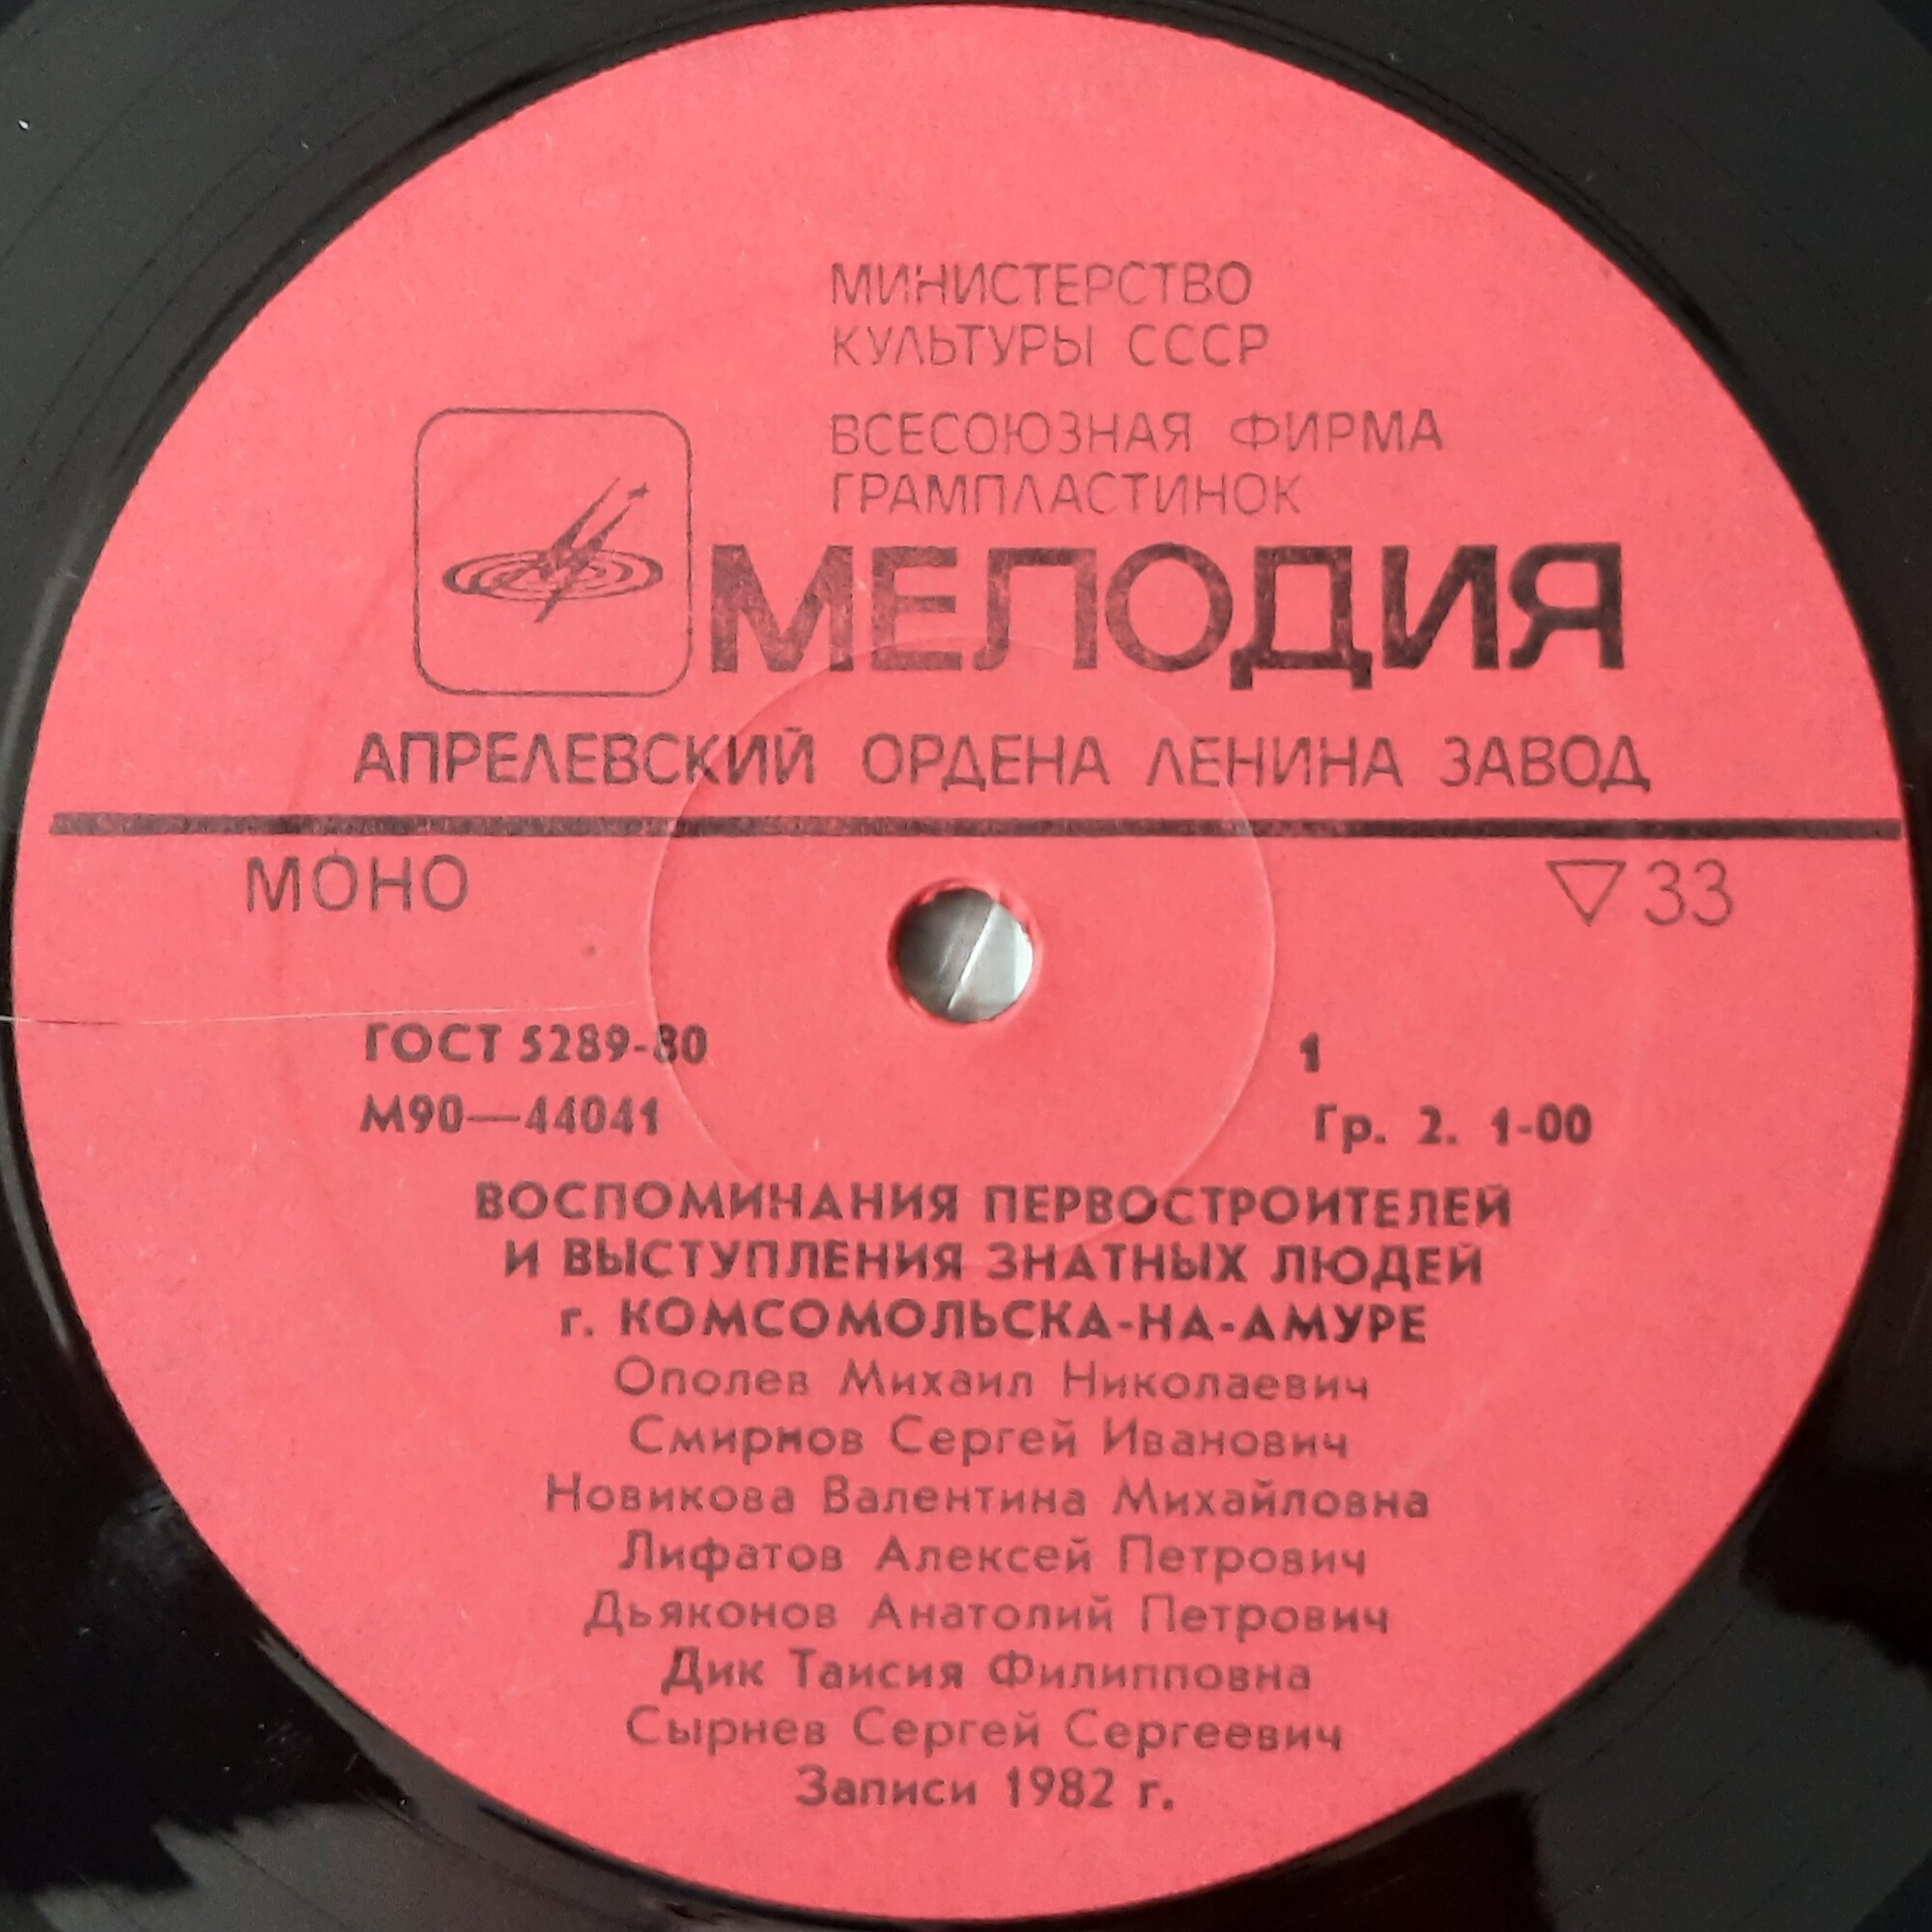 МИНИСТЕРСТВО
КУЛЬТУРЫ СССР
ВСЕСОЮЗНАЯ ФИРМА
ГРАМПЛАСТИНОК
МЕЛОДИЯ
АПРЕЛЕВСКИЙ ОРДЕНА ЛЕНИНА ЗАВОД
МОНО ▽33
ГОСТ 5289-80 1
М90—44041 Гр. 2. 1-00
ВОСПОМИНАНИЯ ПЕРВОСТРОИТЕЛЕЙ
И ВЫСТУПЛЕНИЯ ЗНАТНЫХ ЛЮДЕЙ
г. КОМСОМОЛЬСКА-НА-АМУРЕ
Ополев Михаил Николаевич
Смирнов Сергей Иванович
Новикова Валентина Михайловна
Лифатов Алексей Петрович
Дьяконов Анатолий Петрович
Дик Таисия Филипповна
Сырнев Сергей Сергеевич
Записи 1982 г.